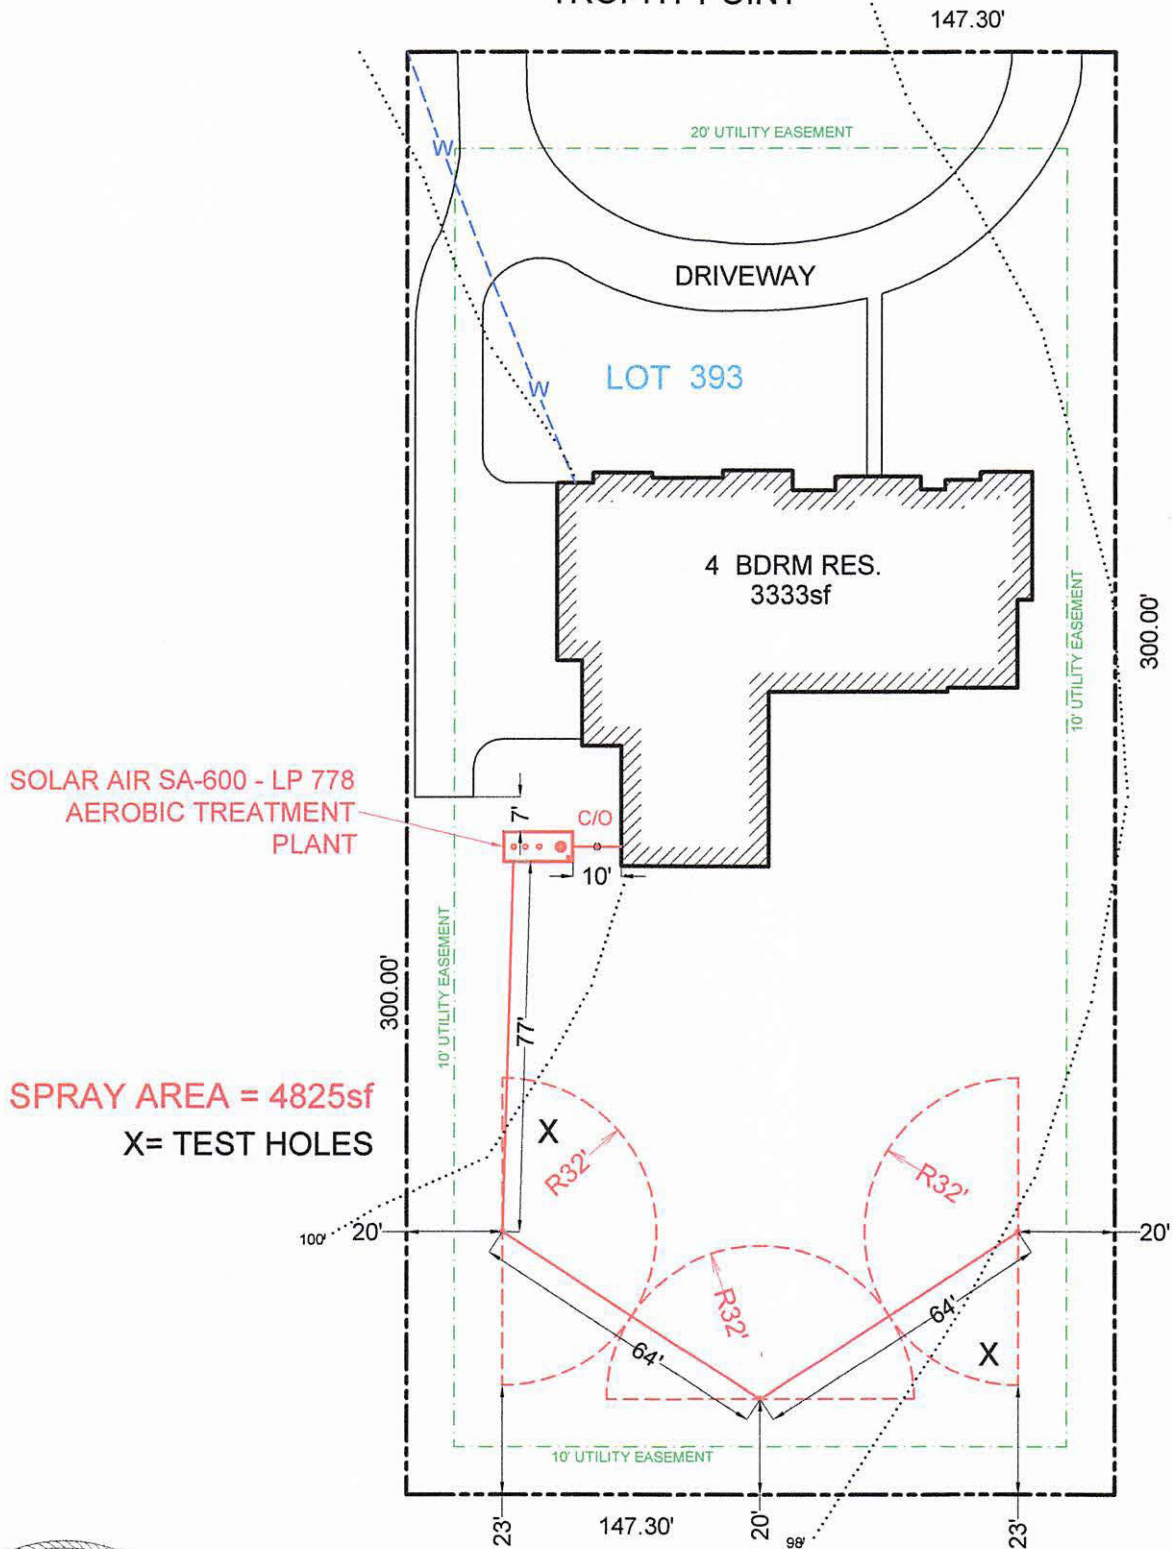 TROPHY POINT
147.30'
20' UTILITY EASEMENT
W
DRIVEWAY
LOT 393
W
4 BDRM RES.
3333sf
10' UTILITY EASEMENT
300.00'
SOLAR AIR SA-600 - LP 778
AEROBIC TREATMENT
PLANT
7'
C/O
10'
10' UTILITY EASEMENT
300.00'
77'
SPRAY AREA = 4825sf
X= TEST HOLES
X
R32'
R32'
100'
20'
20'
R32'
64'
64'
X
10' UTILITY EASEMENT
23'
147.30'
20'
98'
23'